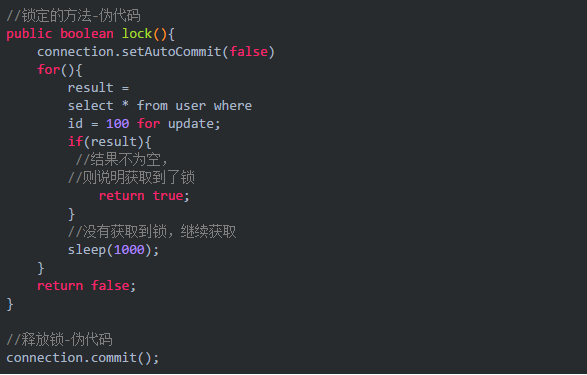 //锁定的方法-伪代码
public boolean lock(){
    connection.setAutoCommit(false)
    for(){
        result =
        select * from user where
        id = 100 for update;
        if(result){
         //结果不为空,
        //则说明获取到了锁
            return true;
        }
        //没有获取到锁，继续获取
        sleep(1000);
    }
    return false;
}

//释放锁-伪代码
connection.commit();